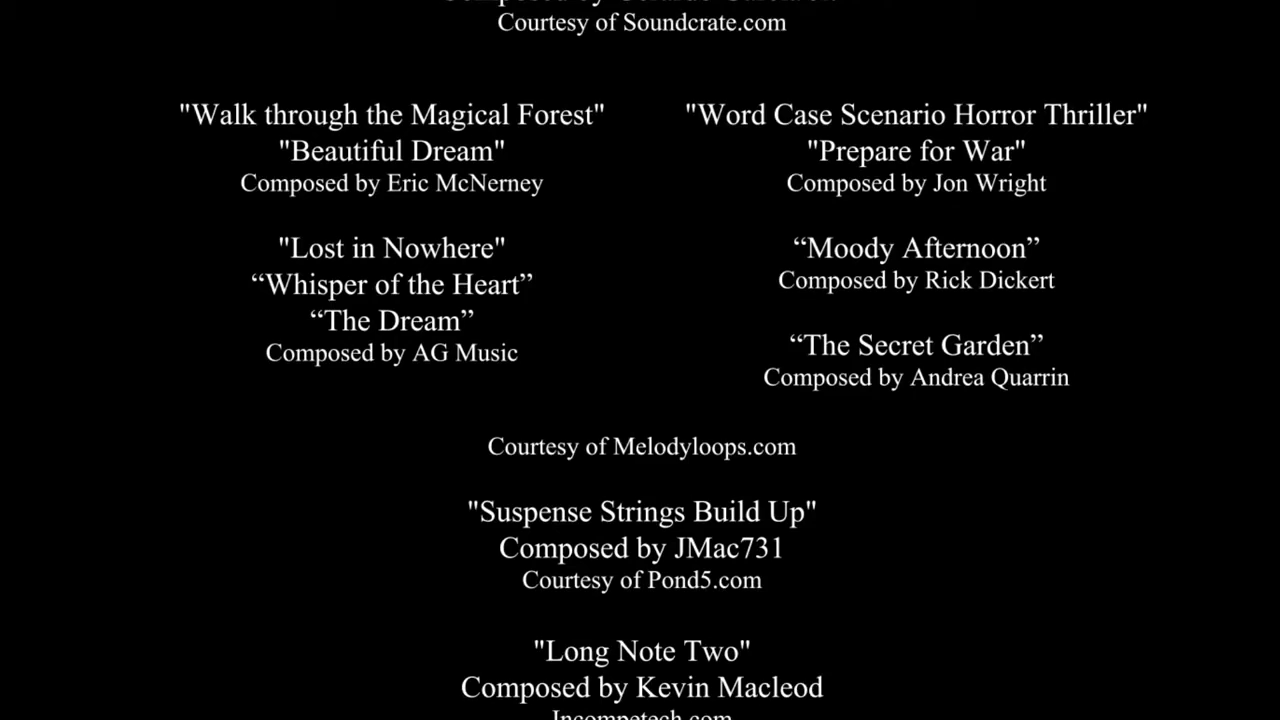 Courtesy of Soundcrate.com
"Walk through the Magical Forest"
"Beautiful Dream"
Composed by Eric McNerney
"Lost in Nowhere"
“Whisper of the Heart”
“The Dream”
Composed by AG Music
"Word Case Scenario Horror Thriller"
"Prepare for War"
Composed by Jon Wright
“Moody Afternoon”
Composed by Rick Dickert
“The Secret Garden”
Composed by Andrea Quarrin
Courtesy of Melodyloops.com
"Suspense Strings Build Up"
Composed by JMac731
Courtesy of Pond5.com
"Long Note Two"
Composed by Kevin Macleod
Incompetech.com